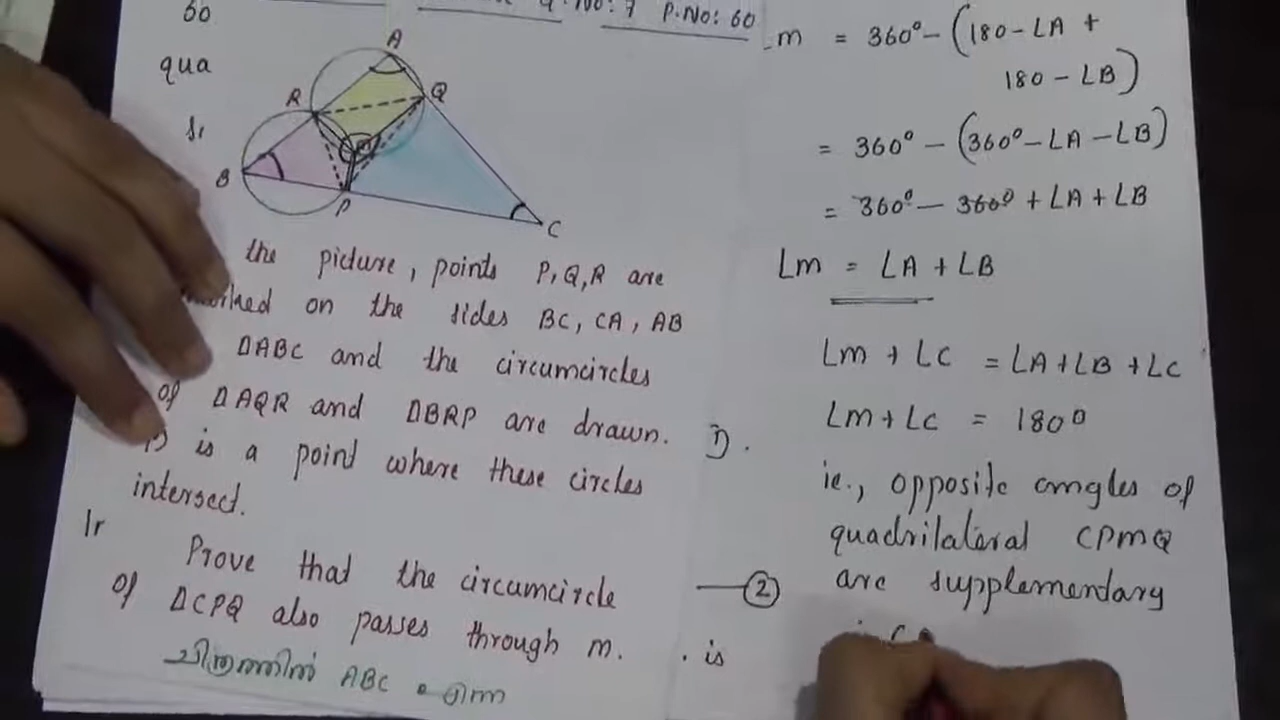 Q.No: 7 P.No: 60
60
qua
A
R
Q
B
P
C
the picture, points P,Q,R are
on the sides BC, CA, AB
ΔABC and the circumcircles
of ΔAQR and ΔBRP are drawn.
is a point where these circles
intersect.
Prove that the circumcircle
of ΔCPQ also passes through m.
ചിത്രത്തിൽ ABC എന്ന
m = 360° - (180 - ∠A +
180 - ∠B)
= 360° - (360° - ∠A - ∠B)
= 360° - 360° + ∠A + ∠B
∠m = ∠A + ∠B
∠m + ∠C = ∠A + ∠B + ∠C
∠m + ∠C = 180°
ie., opposite angles of
quadrilateral CPMQ
②
are supplementary
is